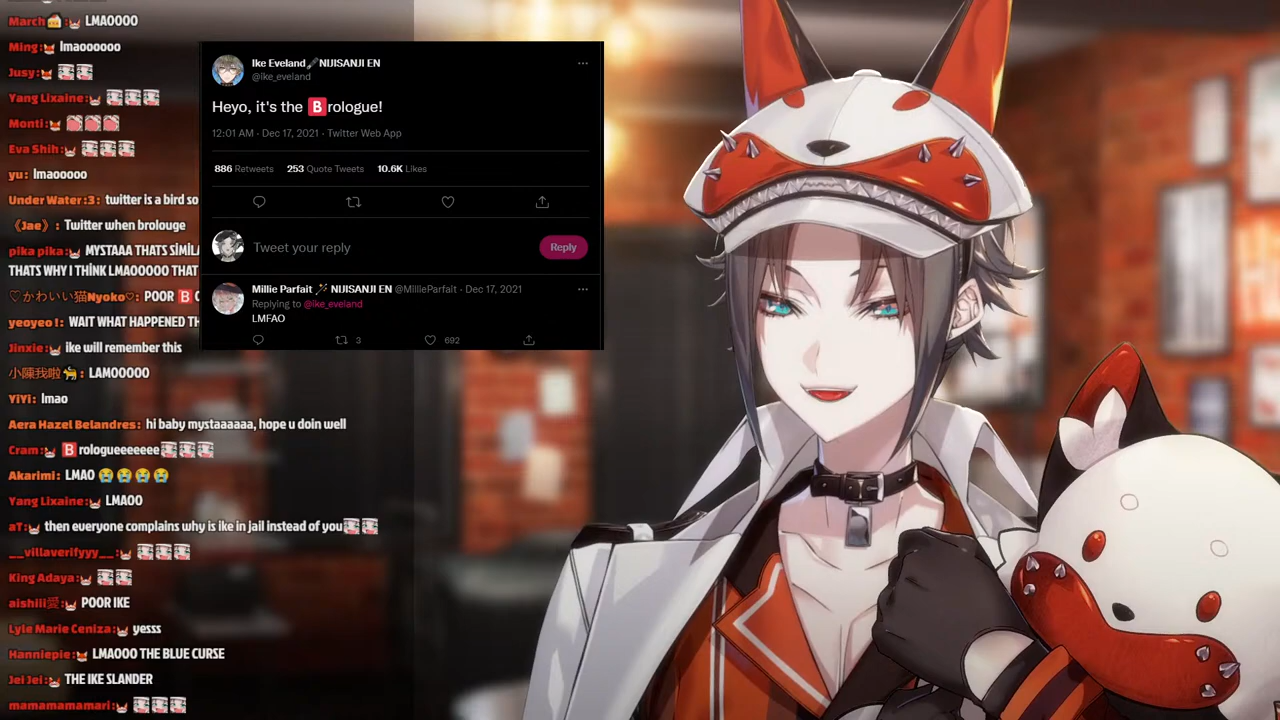 March🏠: LMAOOOO
Ming: lmaoooooo
Jusy:
Yang Lixaine:
Monti:
Eva Shih:
yu: lmaooooo
Under Water :3: twitter is a bird so
《Jae》: Twitter when brolouge
pika pika: MYSTAAA THATS SİMİLA
THATS WHY I THİNK LMAOOOOO THAT
♡かわいい猫Nyoko♡: POOR 🅱
yeoyeo!: WAIT WHAT HAPPENED TH
Jinxie: ike will remember this
小陳我啦🐈: LAMOOOOO
YiYi: lmao
Aera Hazel Belandres: hi baby mystaaaaaa, hope u doin well
Cram: 🅱rologueeeeeee
Akarimi: LMAO 😭😭😭😭
Yang Lixaine: LMAOO
aT: then everyone complains why is ike in jail instead of you
__villaverifyyy__:
King Adaya:
aishiii愛: POOR IKE
Lyle Marie Ceniza: yesss
Hanniepie: LMAOOO THE BLUE CURSE
Jei Jei: THE IKE SLANDER
mamamamamari:
Ike Eveland🖋NIJISANJI EN
@ike_eveland
Heyo, it's the 🅱rologue!
12:01 AM · Dec 17, 2021 · Twitter Web App
886 Retweets 253 Quote Tweets 10.6K Likes
Tweet your reply
Reply
Millie Parfait 🪄 NIJISANJI EN @MillieParfait · Dec 17, 2021
Replying to @ike_eveland
LMFAO
3 692